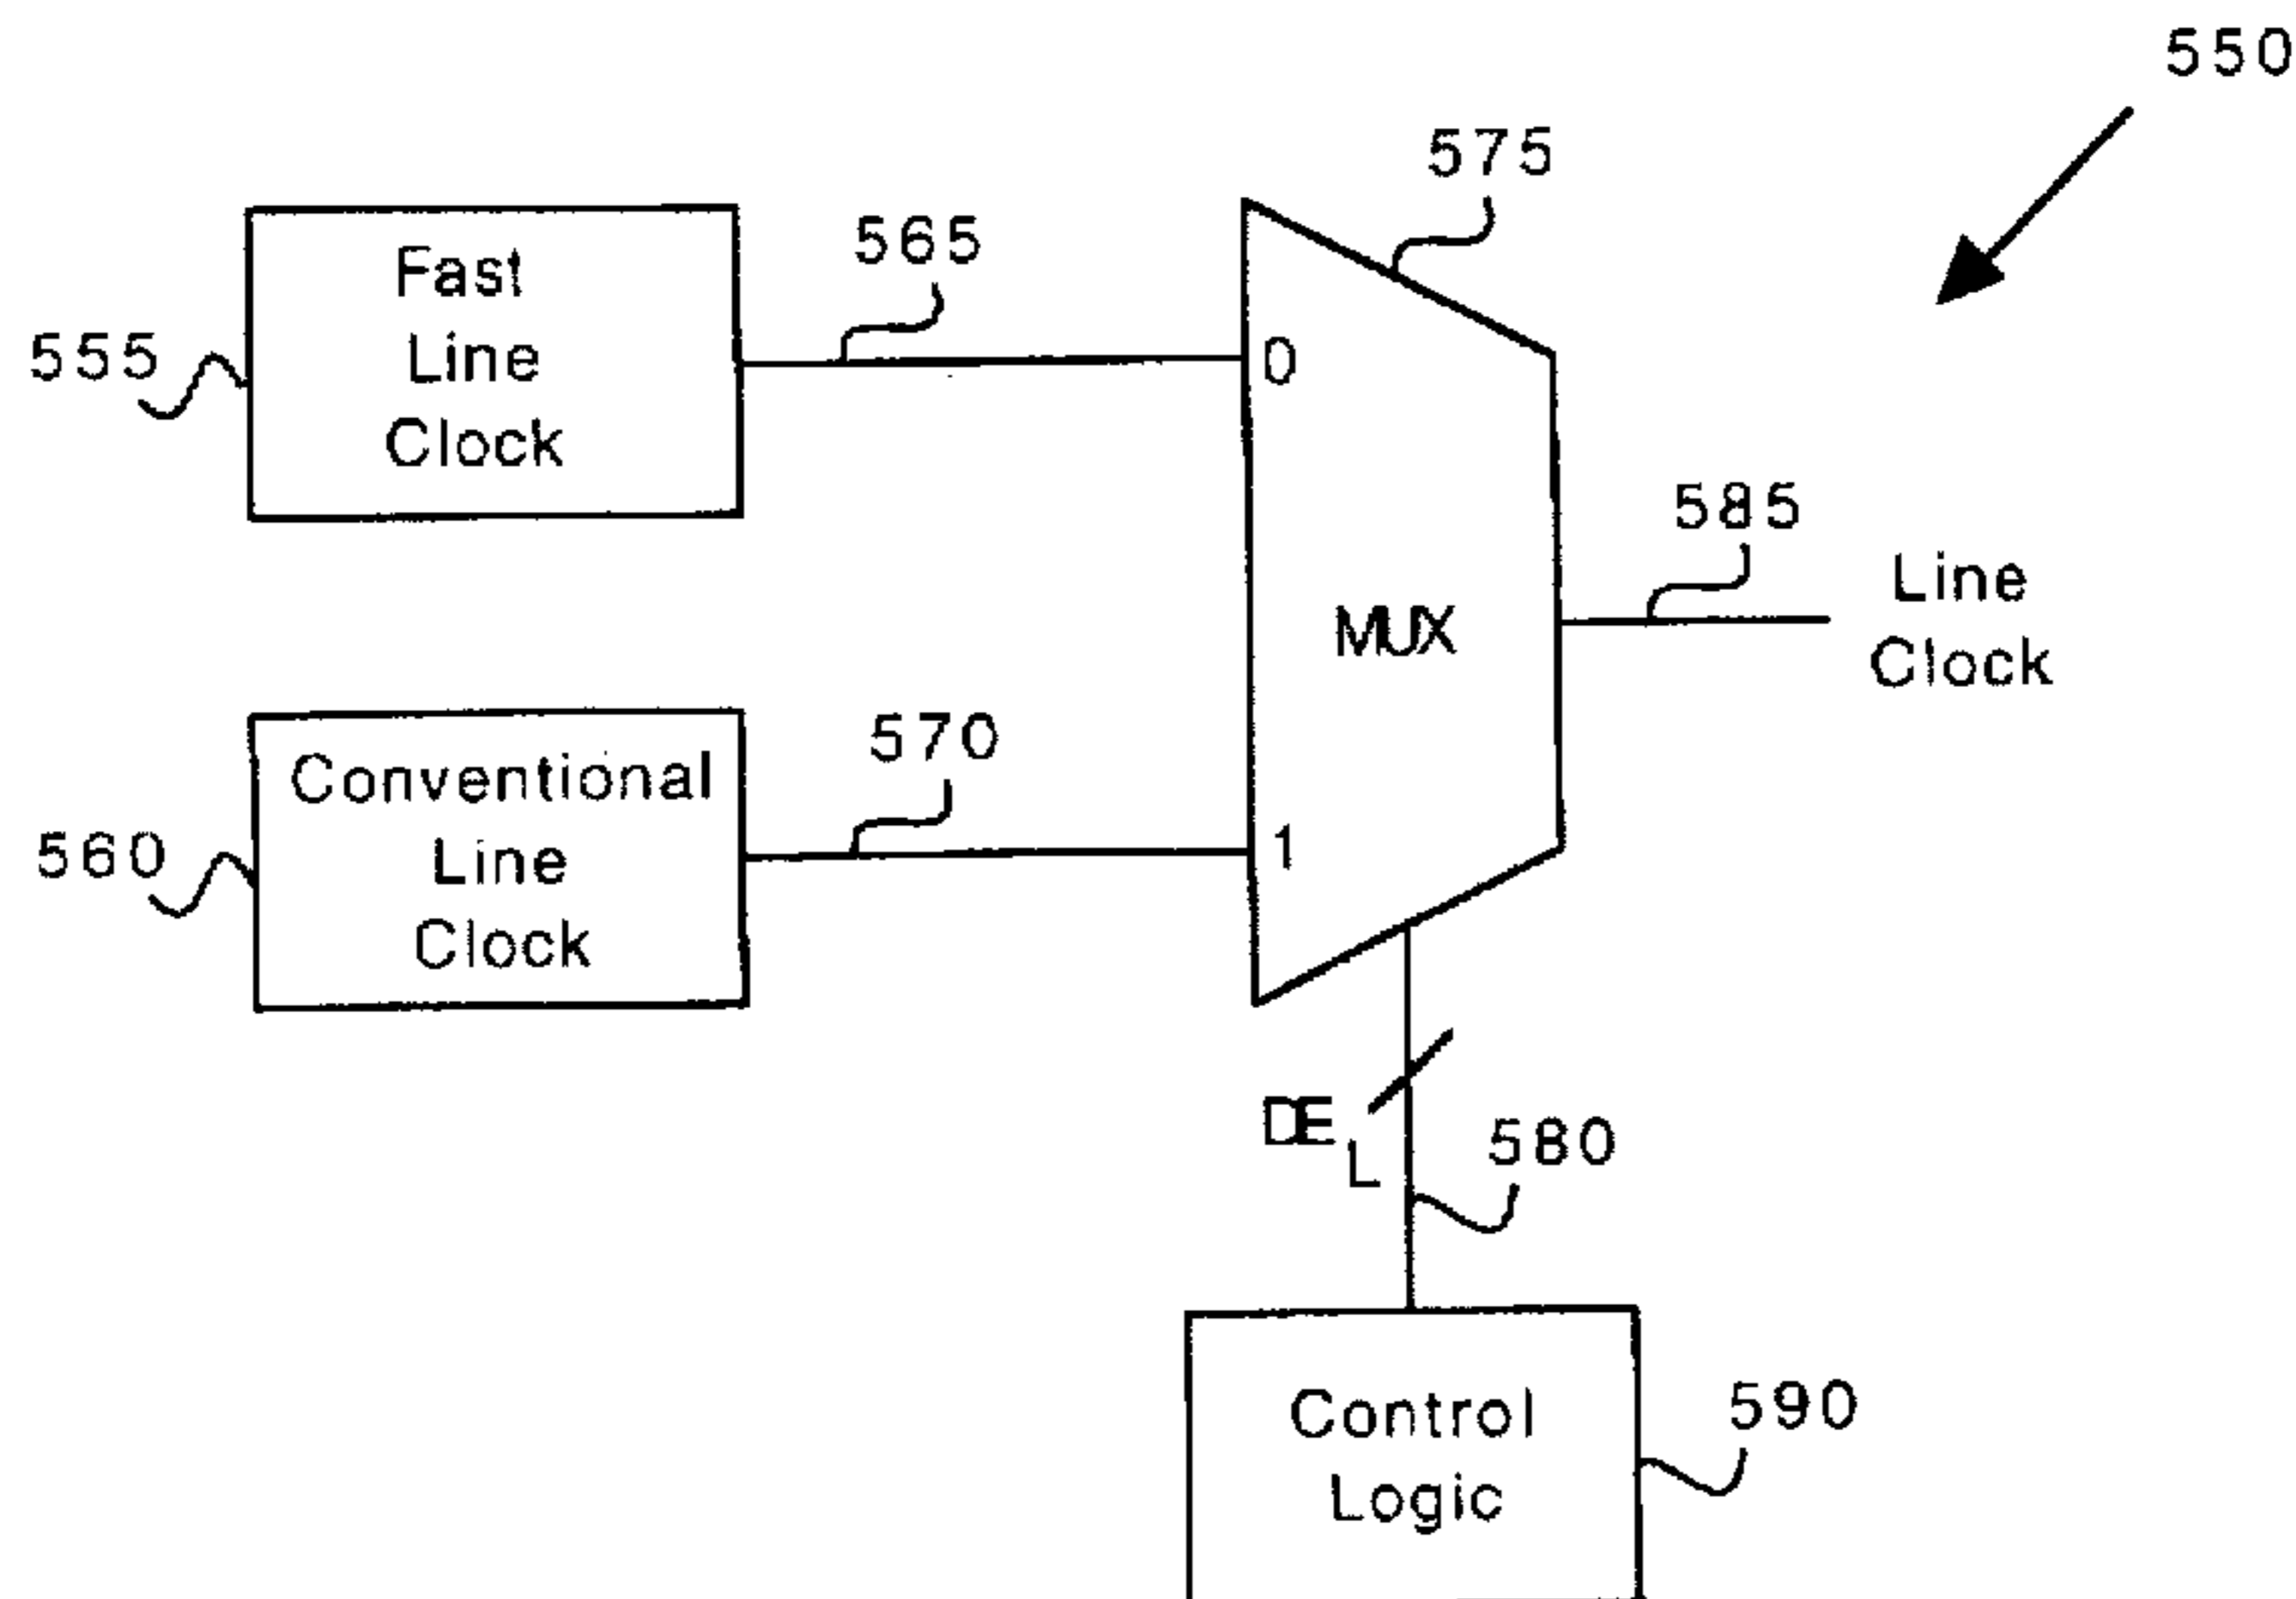 550
575
565
Fast
Line
Clock
555
0
585
Line
Clock
MUX
570
Conventional
Line
Clock
560
1
DE L
580
Control
Logic
590